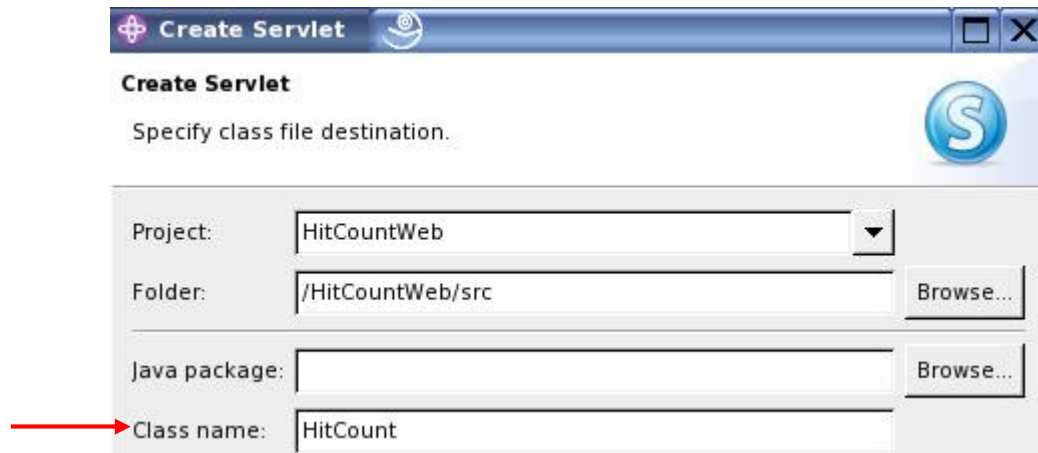 Create Servlet
Create Servlet
Specify class file destination.
S
Project: HitCountWeb
Folder: /HitCountWeb/src Browse...
Java package: Browse...
Class name: HitCount